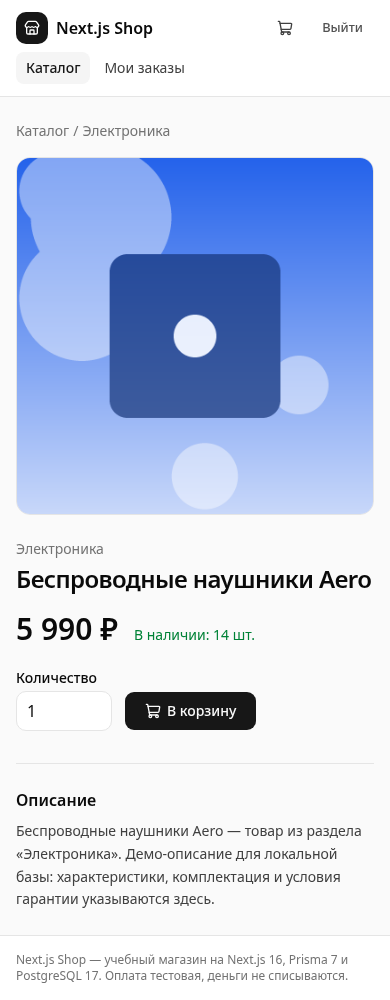 Next.js Shop
Выйти
Каталог
Мои заказы
Каталог / Электроника
Электроника
Беспроводные наушники Aero
5 990 ₽
В наличии: 14 шт.
Количество
1
В корзину
Описание
Беспроводные наушники Aero — товар из раздела
«Электроника». Демо-описание для локальной
базы: характеристики, комплектация и условия
гарантии указываются здесь.
Next.js Shop — учебный магазин на Next.js 16, Prisma 7 и
PostgreSQL 17. Оплата тестовая, деньги не списываются.